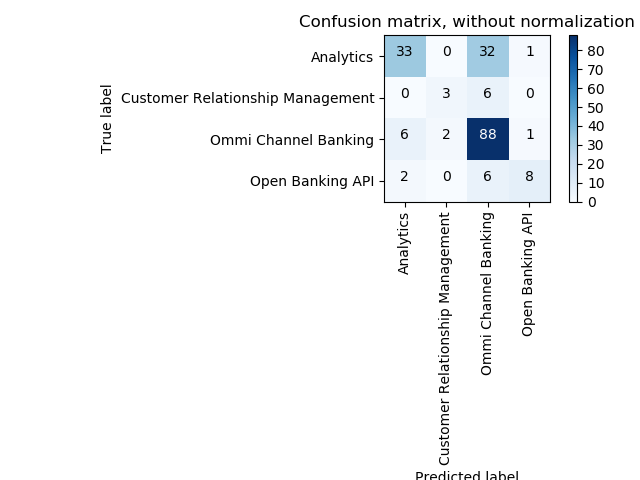 Confusion matrix, without normalization
True label
Analytics 33 0 32 1
Customer Relationship Management 0 3 6 0
Ommi Channel Banking 6 2 88 1
Open Banking API 2 0 6 8
Analytics
Customer Relationship Management
Ommi Channel Banking
Open Banking API
Predicted label
80
70
60
50
40
30
20
10
0